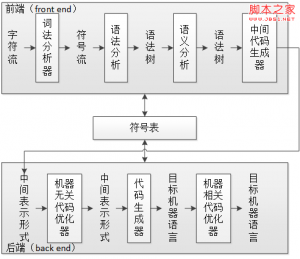 前端(front end)
脚本之家
www.jb51.net
字符流
词法分析器
符号流
语法分析
语法树
语义分析
语法树
中间代码生成器
符号表
中间表示形式
机器无关代码优化器
中间表示形式
代码生成器
目标机器语言
机器相关代码优化器
目标机器语言
后端(back end)